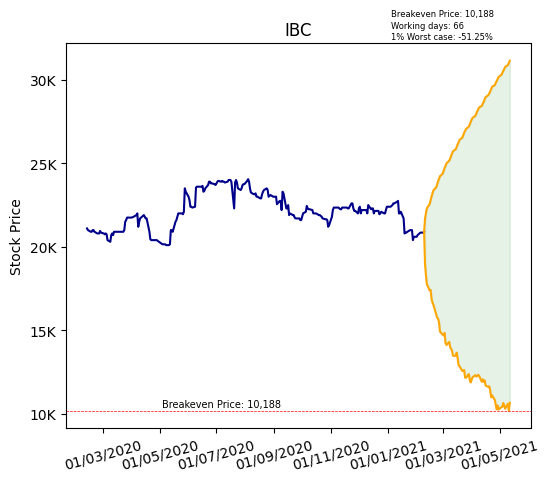 Breakeven Price: 10,188
Working days: 66
1% Worst case: -51.25%
IBC
Stock Price
30K
25K
20K
15K
10K
Breakeven Price: 10,188
01/03/2020
01/05/2020
01/07/2020
01/09/2020
01/11/2020
01/01/2021
01/03/2021
01/05/2021